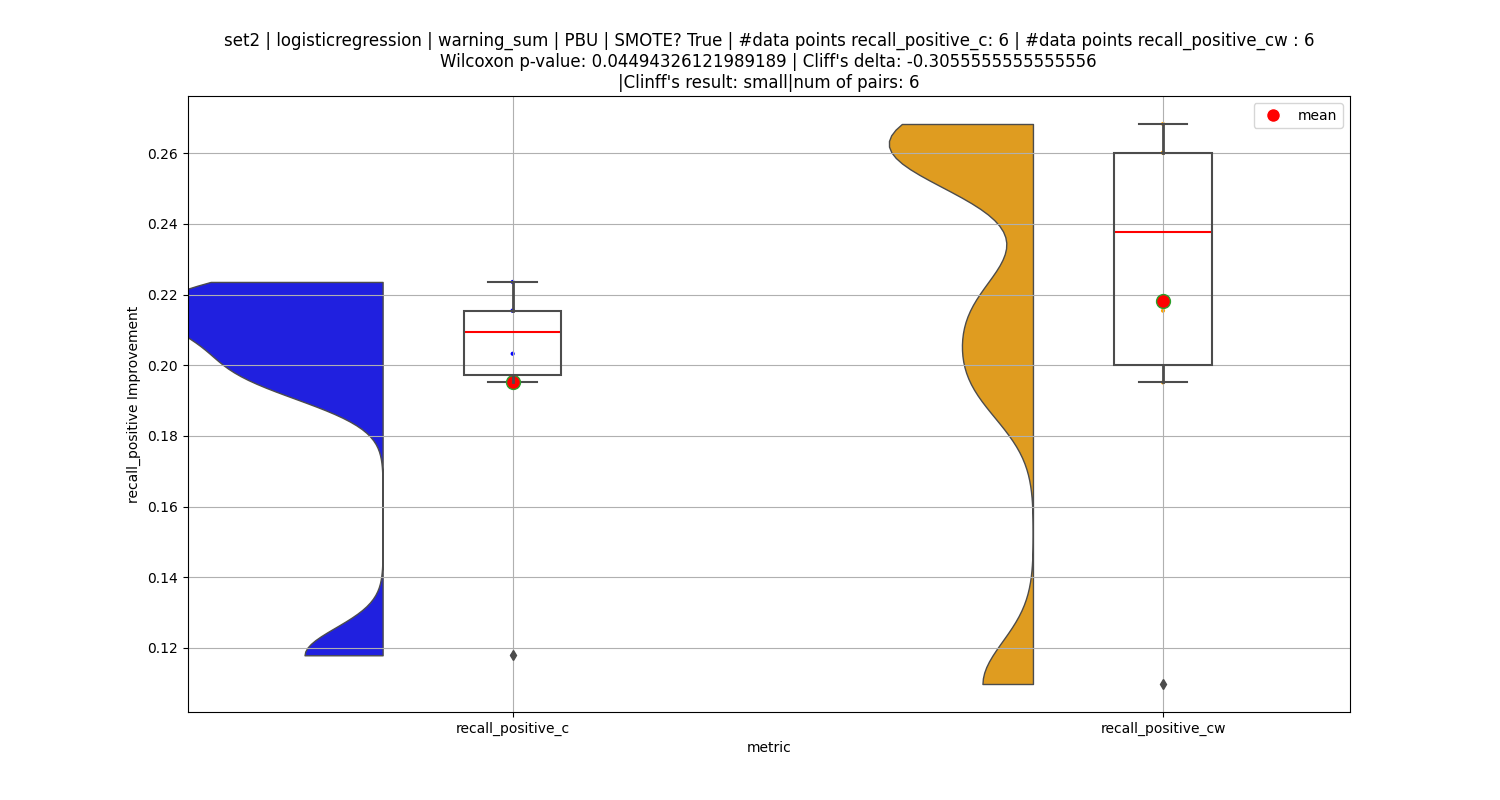 set2 | logisticregression | warning_sum | PBU | SMOTE? True | #data points recall_positive_c: 6 | #data points recall_positive_cw : 6
Wilcoxon p-value: 0.04494326121989189 | Cliff's delta: -0.3055555555555556
|Clinff's result: small|num of pairs: 6
mean
0.26
0.24
0.22
0.20
0.18
0.16
0.14
0.12
recall_positive Improvement
recall_positive_c
recall_positive_cw
metric